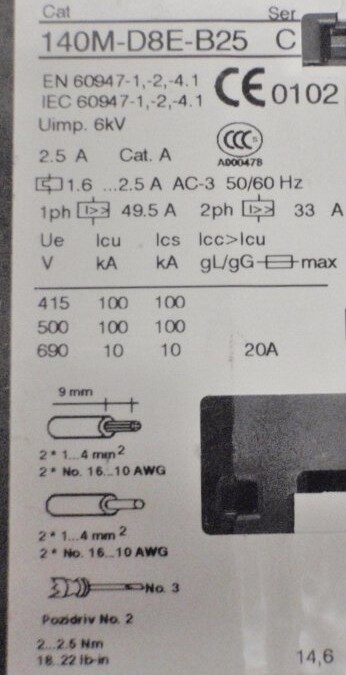 Cat Ser
140M-D8E-B25 C
EN 60947-1,-2,-4.1
IEC 60947-1,-2,-4.1
CE 0102
Uimp. 6kV
CCC S
A00047B
2.5 A Cat. A
1.6 ...2.5 A AC-3 50/60 Hz
1ph I>> 49.5 A 2ph I>> 33 A
Ue Icu Ics Icc>Icu
V kA kA gL/gG max
415 100 100
500 100 100
690 10 10 20A
9 mm
2 * 1...4 mm²
2 * No. 16...10 AWG
2 * 1...4 mm²
2 * No. 16...10 AWG
No. 3
Pozidriv No. 2
2...2.5 Nm
18..22 lb-in
14,6